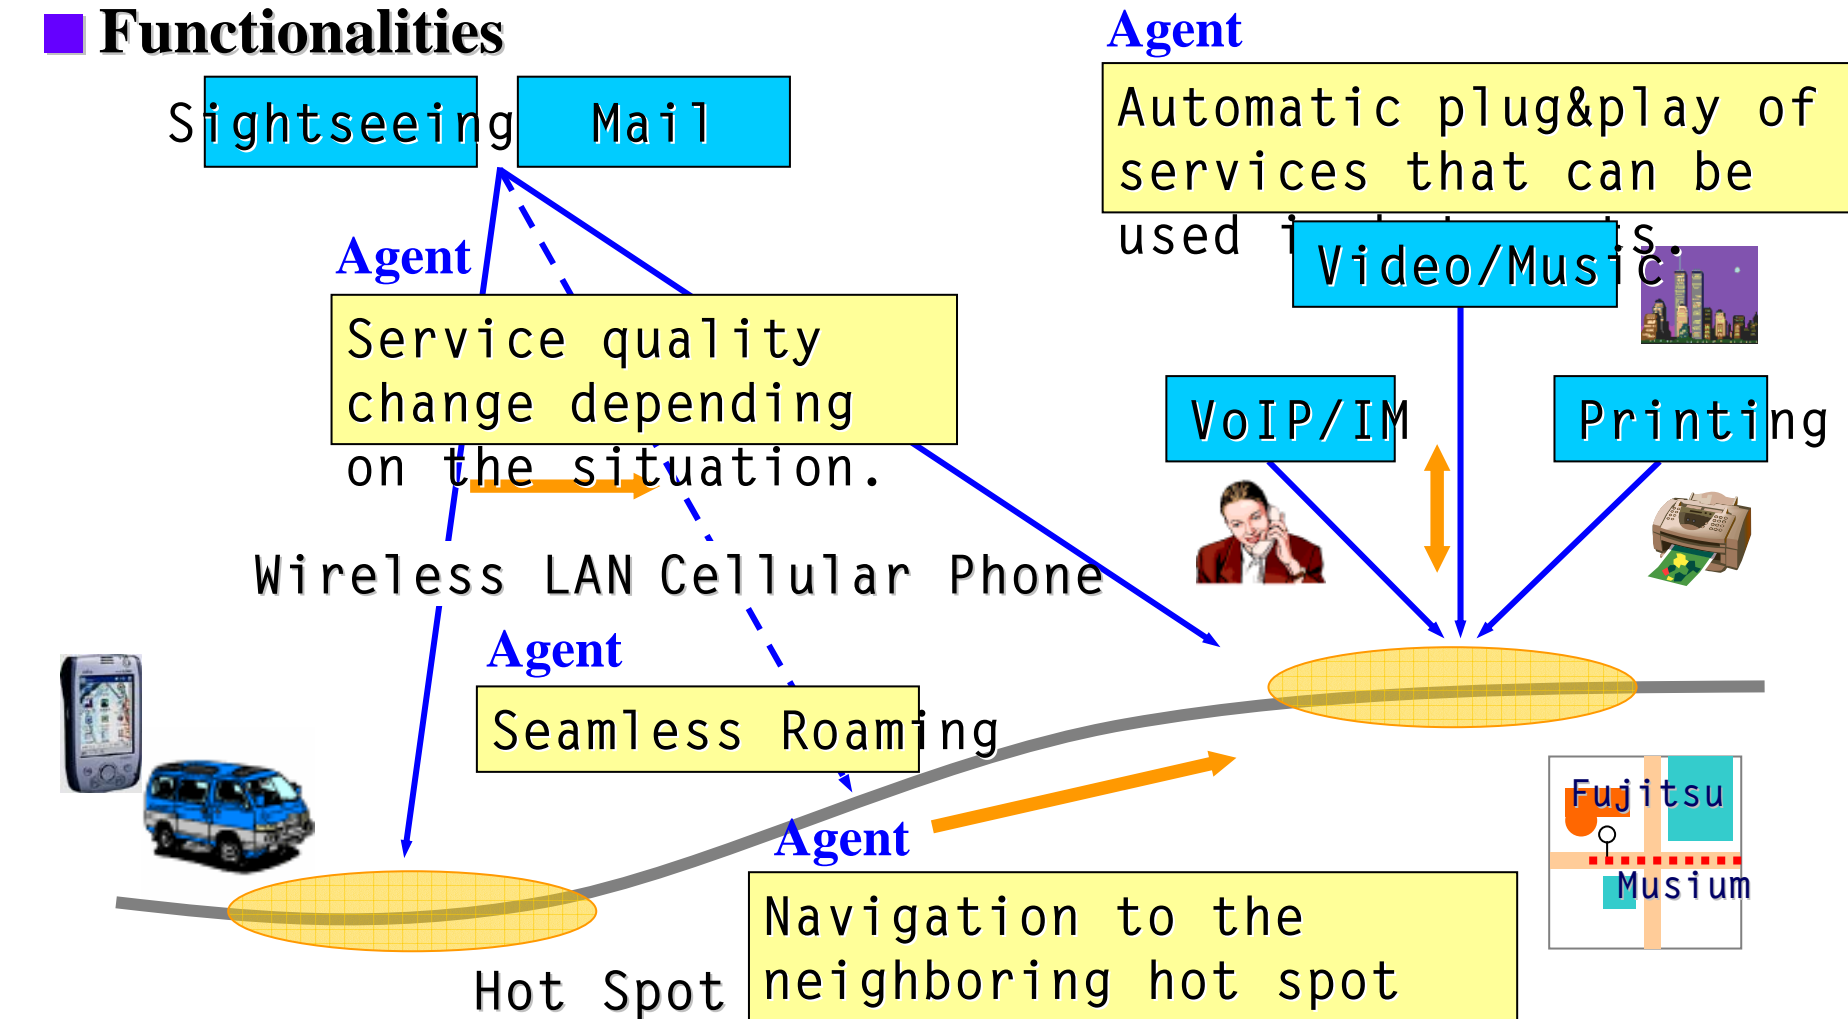 Functionalities
Agent
Sightseeing
Mail
Automatic plug&play of
services that can be
used
Video/Music
Agent
Service quality
change depending
on the situation.
VoIP/IM
Printing
Wireless LAN
Cellular Phone
Agent
Seamless Roaming
Agent
Fujitsu
Musium
Navigation to the
neighboring hot spot
Hot Spot